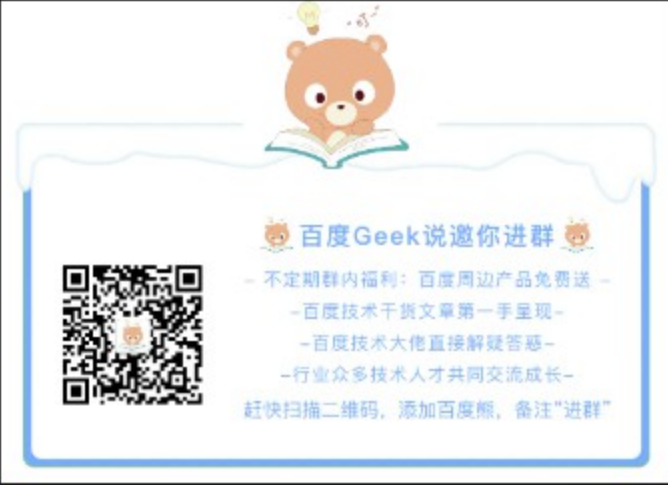 百度Geek说邀你进群
- 不定期群内福利：百度周边产品免费送 -
-百度技术干货文章第一手呈现-
-百度技术大佬直接解疑答惑-
-行业众多技术人才共同交流成长-
赶快扫描二维码，添加百度熊，备注“进群”